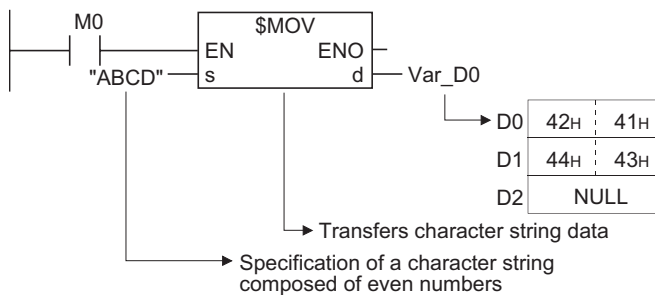 M0
$MOV
EN ENO
"ABCD" s d Var_D0
D0 42H 41H
D1 44H 43H
D2 NULL
Transfers character string data
Specification of a character string
composed of even numbers